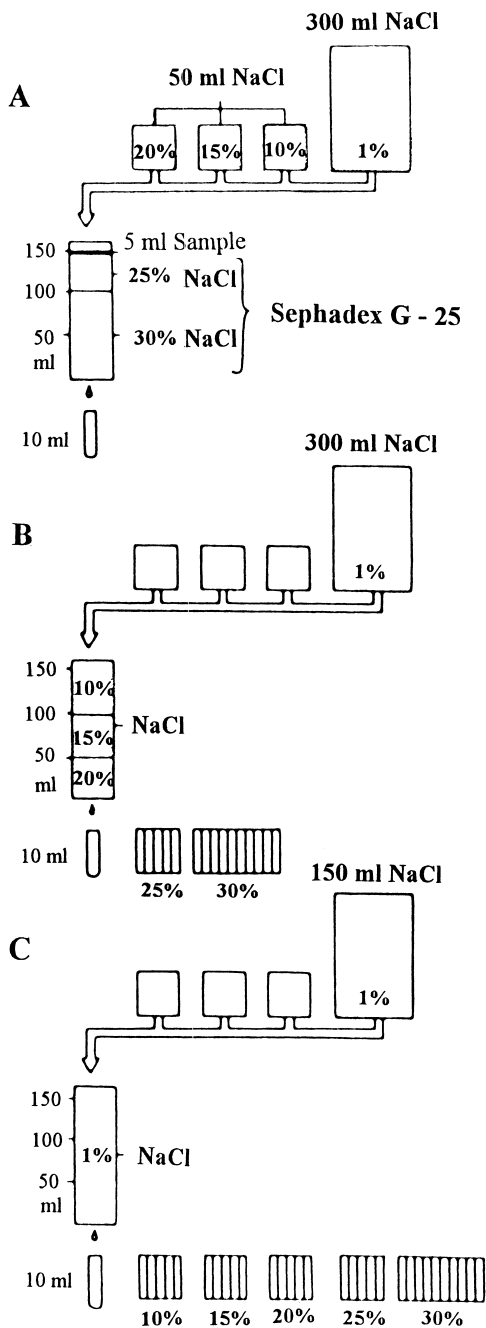 300 ml NaCl
50 ml NaCl
A
20% 15% 10% 1%
5 ml Sample
150
25% NaCl
100
Sephadex G - 25
50
30% NaCl
ml
10 ml
300 ml NaCl
B
1%
150
10%
100
NaCl
15%
50
20%
ml
10 ml
25% 30%
150 ml NaCl
C
1%
150
100
1% NaCl
50
ml
10 ml
10% 15% 20% 25% 30%